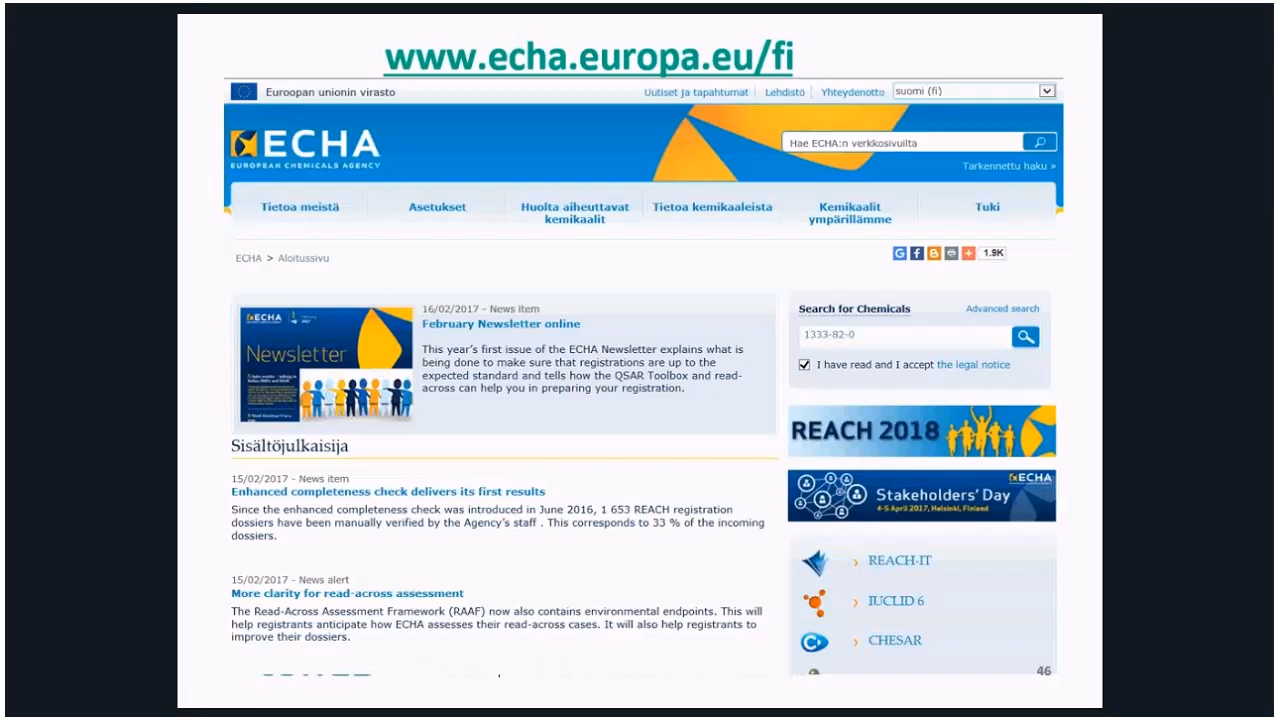 www.echa.europa.eu/fi
Euroopan unionin virasto
Uutiset ja tapahtumat
Lehdistö
Yhteydenotto
suomi (fi)
ECHA
EUROPEAN CHEMICALS AGENCY
Hae ECHA:n verkkosivuilta
Tarkennettu haku »
Tietoa meistä
Asetukset
Huolta aiheuttavat
kemikaalit
Tietoa kemikaaleista
Kemikaalit
ympärillämme
Tuki
ECHA > Aloitussivu
1.9K
ECHA
Newsletter
16/02/2017 - News item
February Newsletter online
This year's first issue of the ECHA Newsletter explains what is
being done to make sure that registrations are up to the
expected standard and tells how the QSAR Toolbox and read-
across can help you in preparing your registration.
Sisältöjulkaisija
15/02/2017 - News item
Enhanced completeness check delivers its first results
Since the enhanced completeness check was introduced in June 2016, 1 653 REACH registration
dossiers have been manually verified by the Agency's staff . This corresponds to 33 % of the incoming
dossiers.
15/02/2017 - News alert
More clarity for read-across assessment
The Read-Across Assessment Framework (RAAF) now also contains environmental endpoints. This will
help registrants anticipate how ECHA assesses their read-across cases. It will also help registrants to
improve their dossiers.
Search for Chemicals
Advanced search
1333-82-0
I have read and I accept the legal notice
REACH 2018
ECHA
Stakeholders' Day
4-5 April 2017, Helsinki, Finland
REACH-IT
IUCLID 6
CHESAR
46